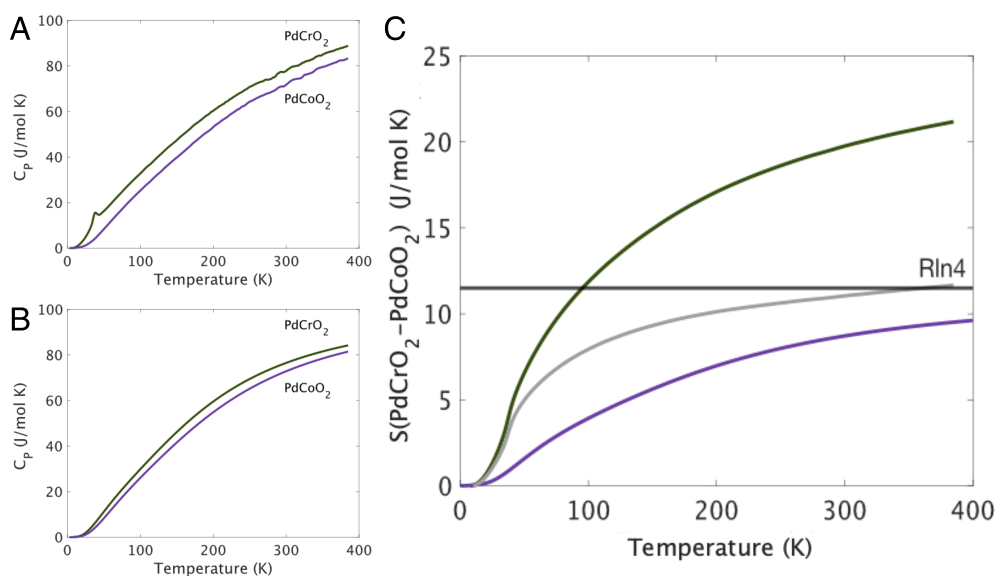 A
100
80
60
40
20
0
C_P (J/mol K)
PdCrO₂
PdCoO₂
0 100 200 300 400
Temperature (K)
B
100
80
60
40
20
0
C_P (J/mol K)
PdCrO₂
PdCoO₂
0 100 200 300 400
Temperature (K)
C
25
20
15
10
5
0
S(PdCrO₂-PdCoO₂) (J/mol K)
Rln4
0 100 200 300 400
Temperature (K)